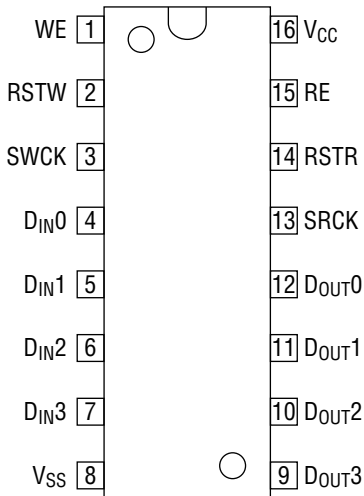 WE 1 16 VCC
RSTW 2 15 RE
SWCK 3 14 RSTR
DIN0 4 13 SRCK
DIN1 5 12 DOUT0
DIN2 6 11 DOUT1
DIN3 7 10 DOUT2
VSS 8 9 DOUT3